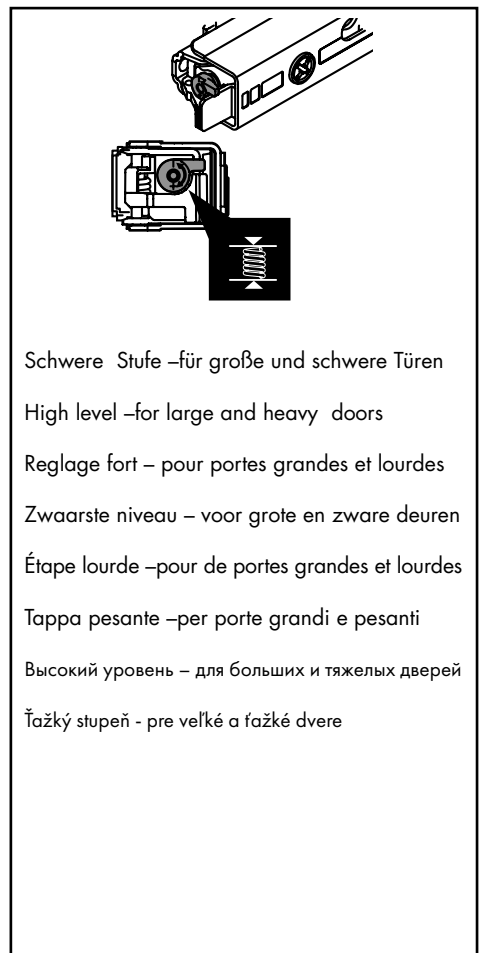 Schwere Stufe –für große und schwere Türen
High level –for large and heavy doors
Reglage fort – pour portes grandes et lourdes
Zwaarste niveau – voor grote en zware deuren
Étape lourde –pour de portes grandes et lourdes
Tappa pesante –per porte grandi e pesanti
Высокий уровень – для больших и тяжелых дверей
Ťažký stupeň - pre veľké a ťažké dvere